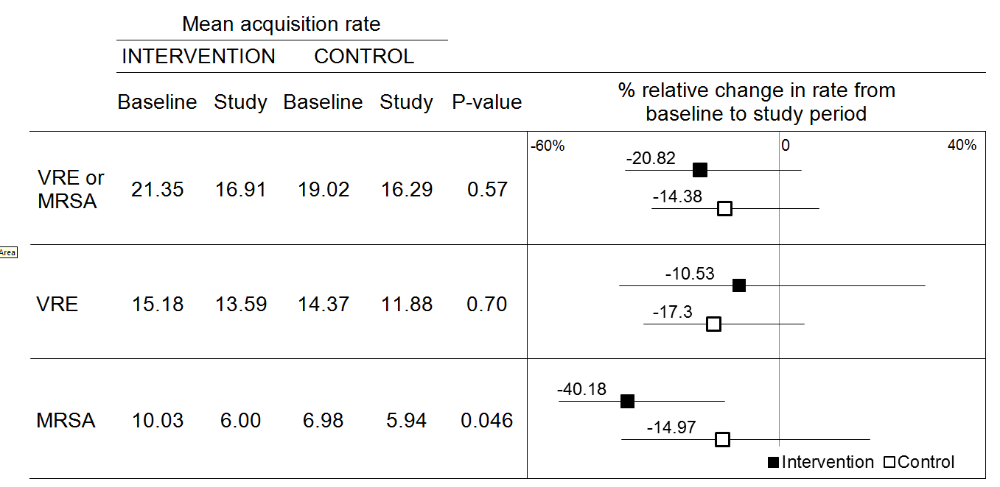 Mean acquisition rate
INTERVENTION CONTROL
Baseline Study Baseline Study P-value
% relative change in rate from
baseline to study period
-60% 0 40%
VRE or
MRSA
21.35 16.91 19.02 16.29 0.57
-20.82
-14.38
Area
VRE 15.18 13.59 14.37 11.88 0.70
-10.53
-17.3
MRSA 10.03 6.00 6.98 5.94 0.046
-40.18
-14.97
Intervention Control